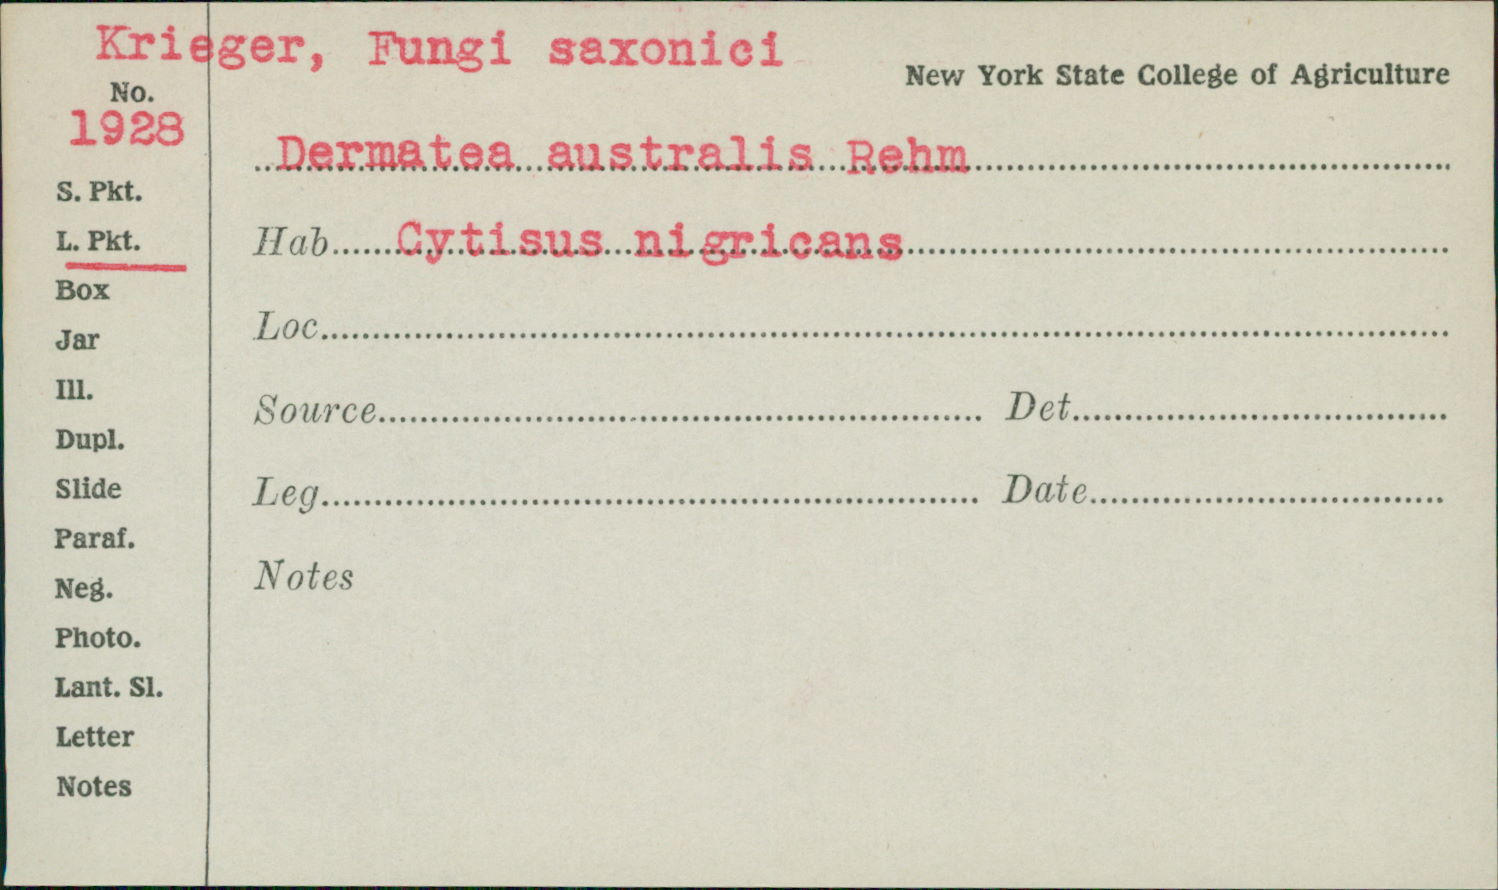 Krieger, Fungi saxonici
New York State College of Agriculture
No.
1928
Dermatea australis Rehm
S. Pkt.
L. Pkt.
Hab. Cytisus nigricans
Box
Loc.
Jar
Ill.
Source Det.
Dupl.
Slide
Leg. Date
Paraf.
Notes
Neg.
Photo.
Lant. Sl.
Letter
Notes